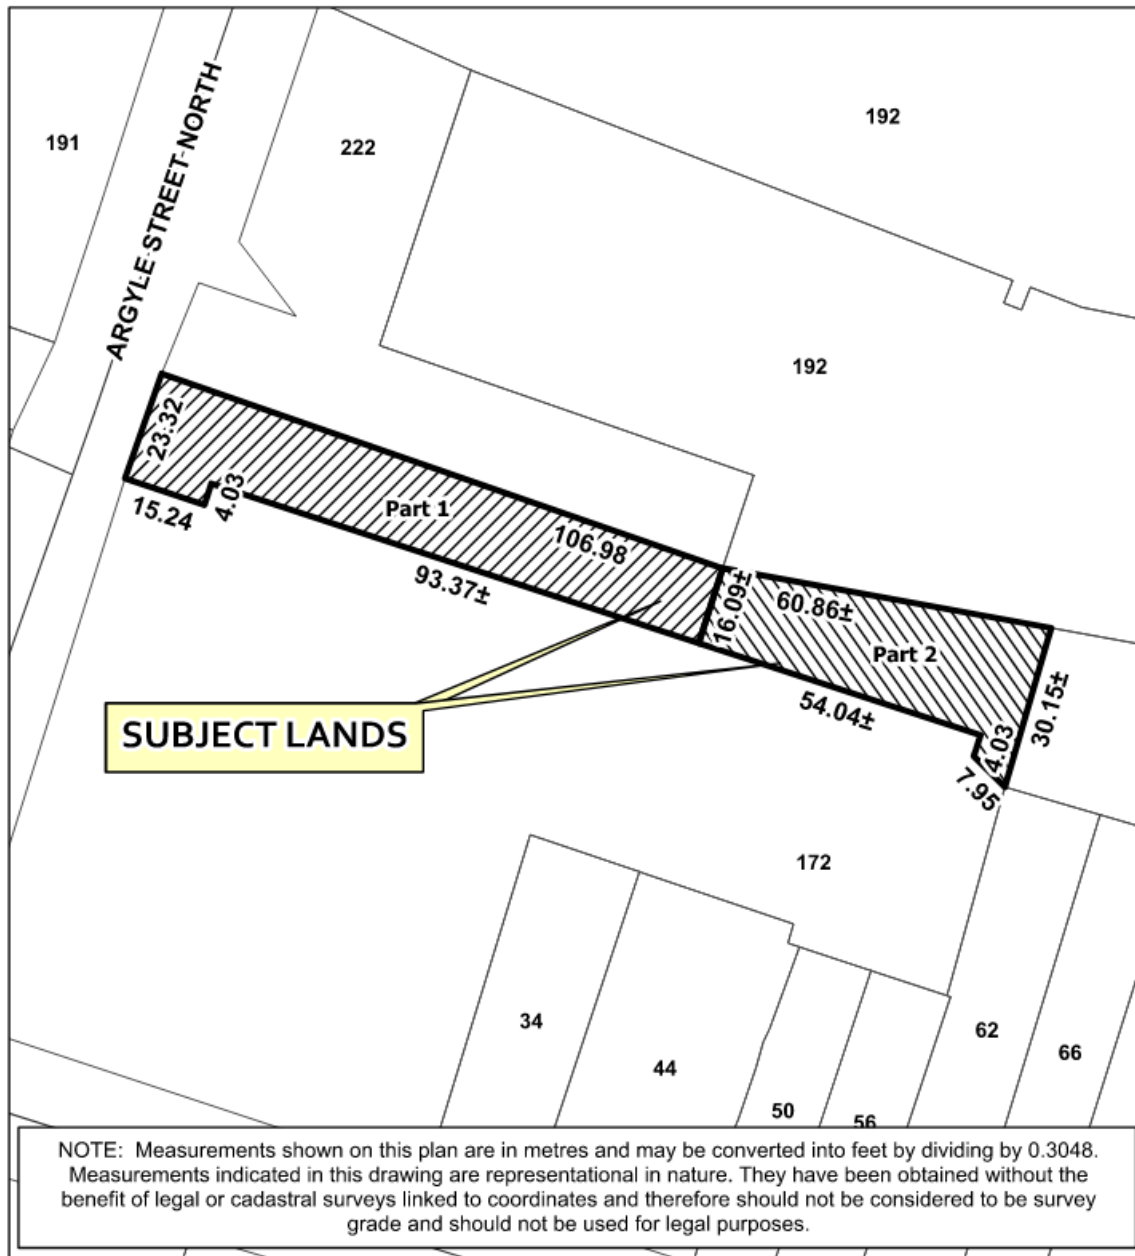 192
191
222
ARGYLE STREET NORTH
192
23.32
4.03
15.24
Part 1
106.98
93.37±
16.09±
60.86±
Part 2
54.04±
30.15±
4.03
7.95
SUBJECT LANDS
172
34
62
66
44
50
56
NOTE: Measurements shown on this plan are in metres and may be converted into feet by dividing by 0.3048.
Measurements indicated in this drawing are representational in nature. They have been obtained without the
benefit of legal or cadastral surveys linked to coordinates and therefore should not be considered to be survey
grade and should not be used for legal purposes.